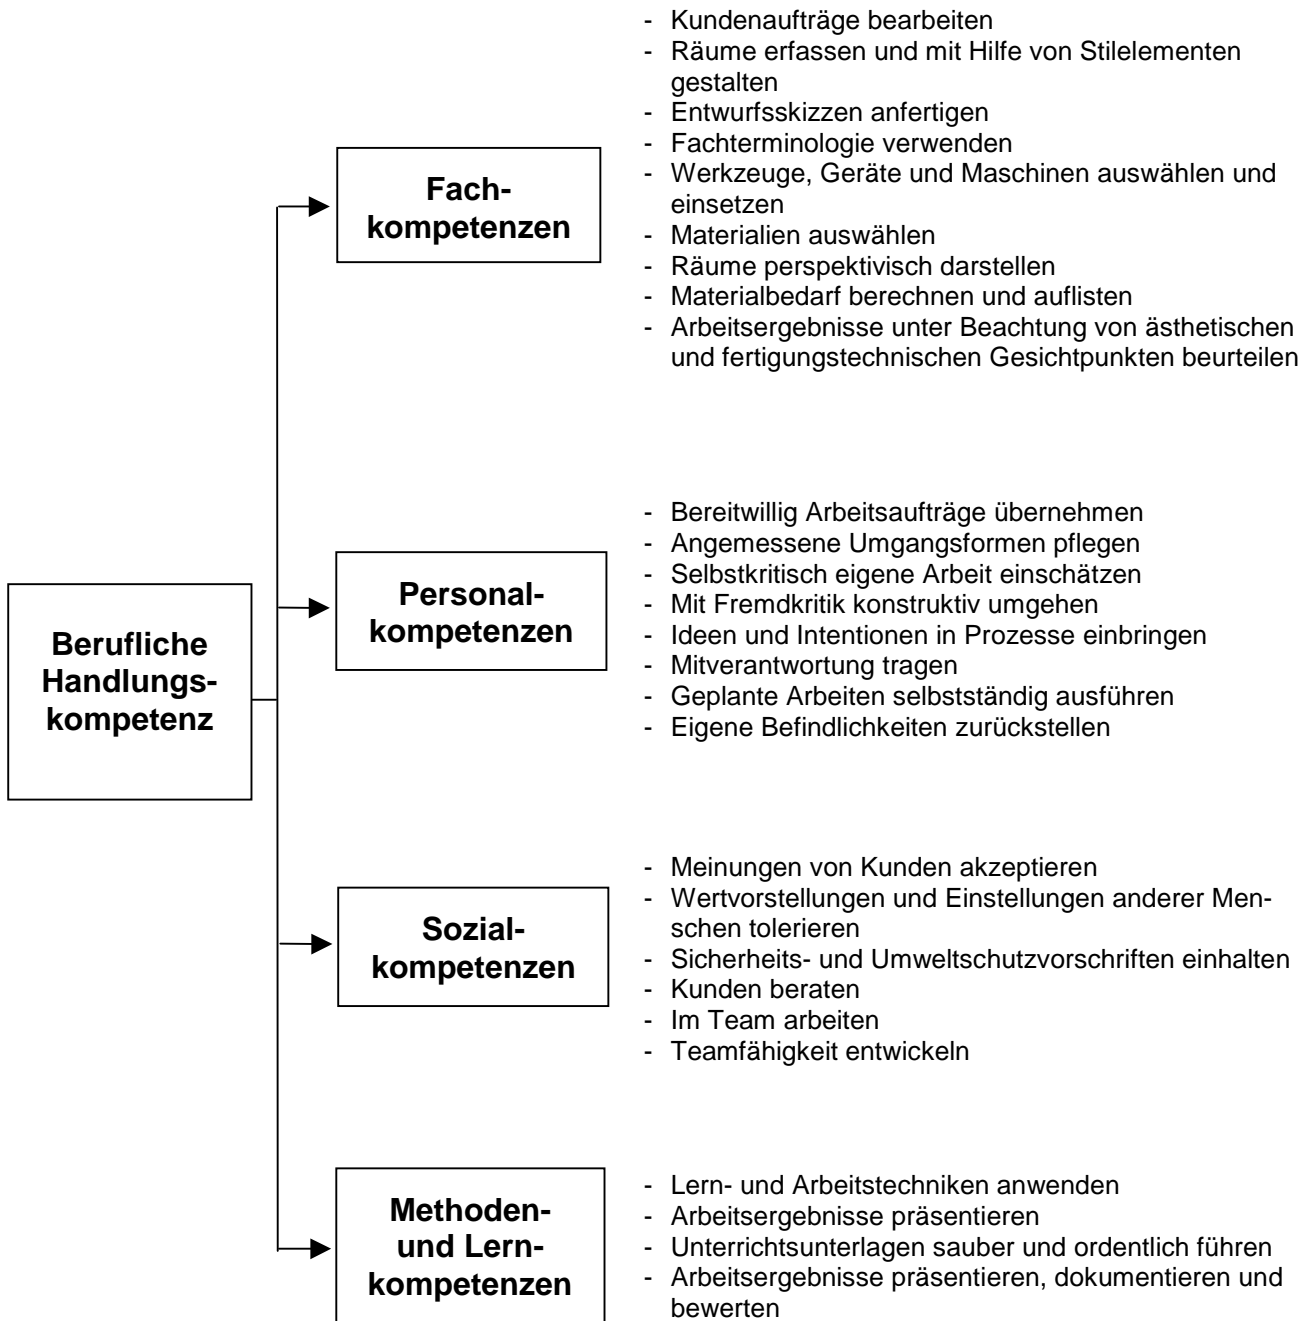 Berufliche
Handlungs-
kompetenz
Fach-
kompetenzen
- Kundenaufträge bearbeiten
- Räume erfassen und mit Hilfe von Stilelementen
gestalten
- Entwurfsskizzen anfertigen
- Fachterminologie verwenden
- Werkzeuge, Geräte und Maschinen auswählen und
einsetzen
- Materialien auswählen
- Räume perspektivisch darstellen
- Materialbedarf berechnen und auflisten
- Arbeitsergebnisse unter Beachtung von ästhetischen
und fertigungstechnischen Gesichtpunkten beurteilen
Personal-
kompetenzen
- Bereitwillig Arbeitsaufträge übernehmen
- Angemessene Umgangsformen pflegen
- Selbstkritisch eigene Arbeit einschätzen
- Mit Fremdkritik konstruktiv umgehen
- Ideen und Intentionen in Prozesse einbringen
- Mitverantwortung tragen
- Geplante Arbeiten selbstständig ausführen
- Eigene Befindlichkeiten zurückstellen
Sozial-
kompetenzen
- Meinungen von Kunden akzeptieren
- Wertvorstellungen und Einstellungen anderer Men-
schen tolerieren
- Sicherheits- und Umweltschutzvorschriften einhalten
- Kunden beraten
- Im Team arbeiten
- Teamfähigkeit entwickeln
Methoden-
und Lern-
kompetenzen
- Lern- und Arbeitstechniken anwenden
- Arbeitsergebnisse präsentieren
- Unterrichtsunterlagen sauber und ordentlich führen
- Arbeitsergebnisse präsentieren, dokumentieren und
bewerten